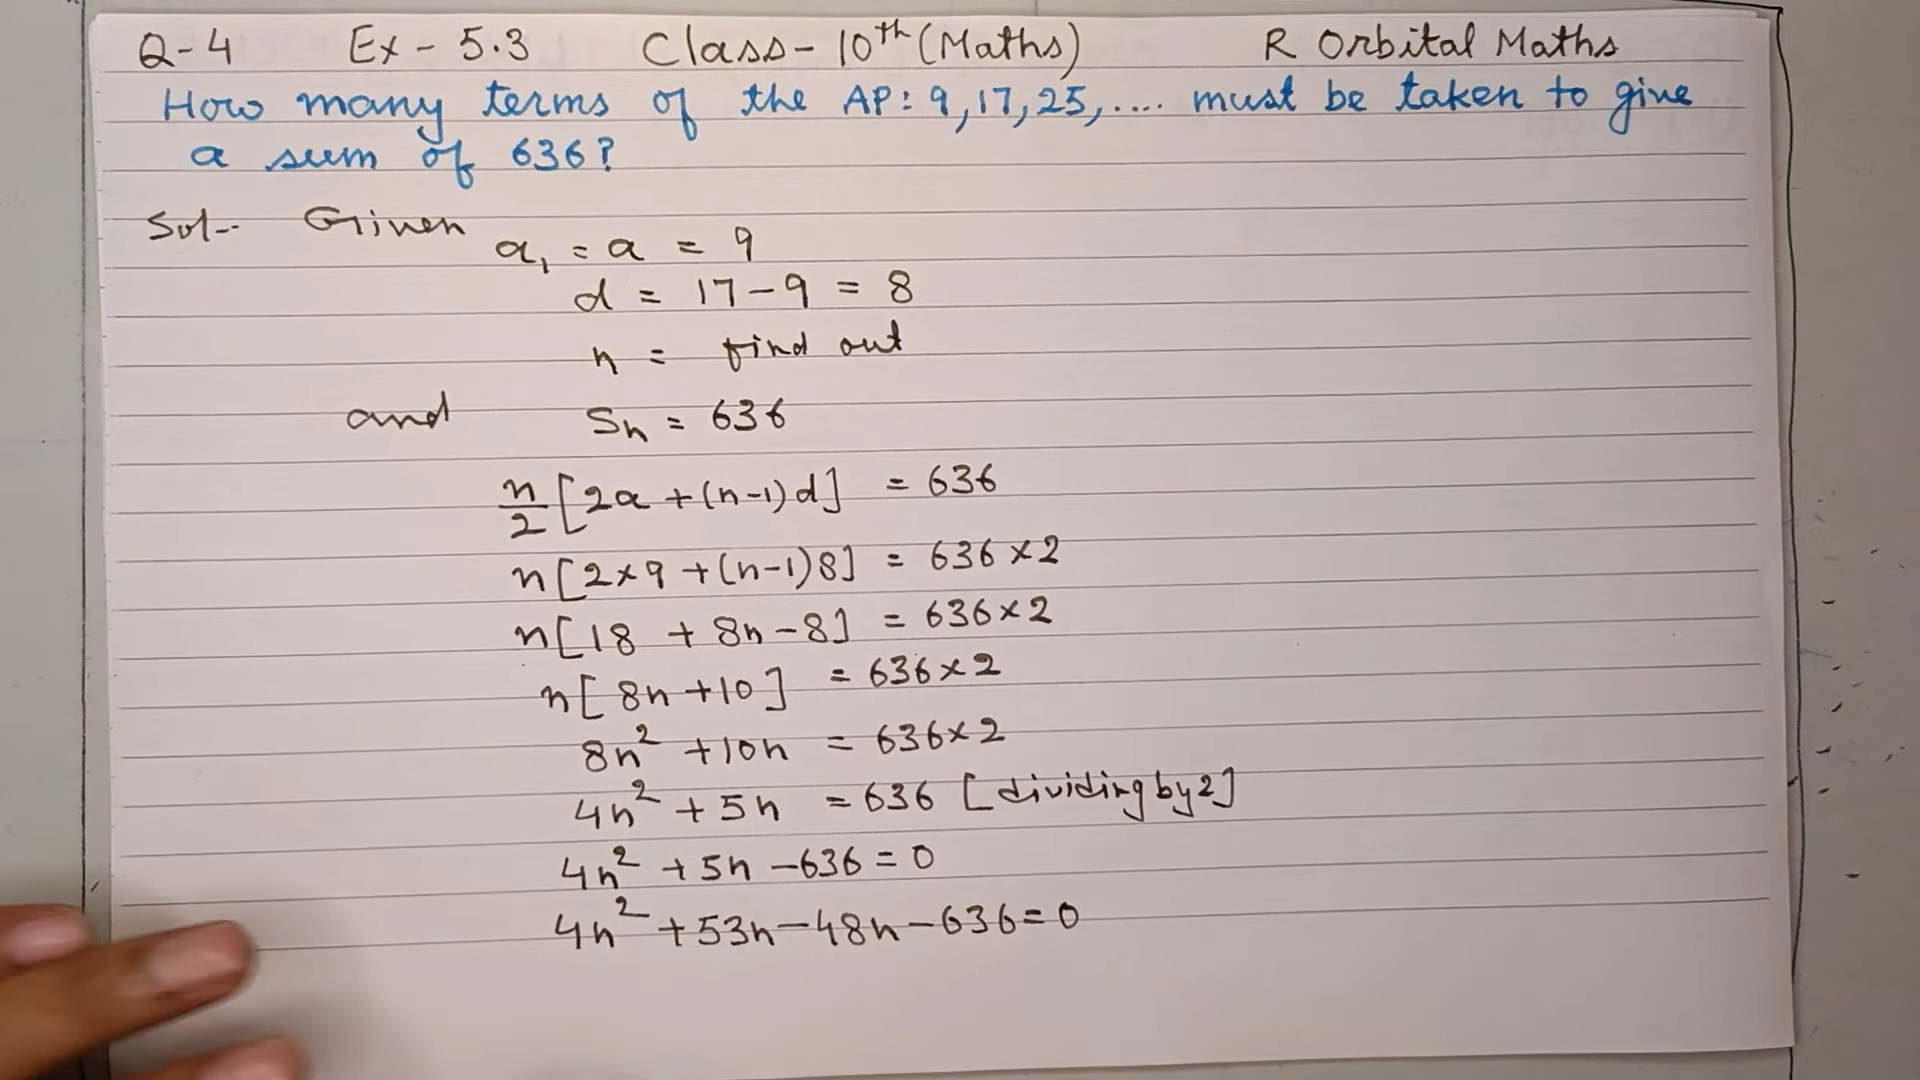 Q-4 Ex - 5.3 Class - 10th (Maths) R Orbital Maths
How many terms of the AP: 9, 17, 25, .... must be taken to give
a sum of 636?
Sol-- Given
a₁ = a = 9
d = 17 - 9 = 8
n = find out
and Sn = 636
n/2 [2a + (n-1)d] = 636
n[2×9 + (n-1)8] = 636×2
n[18 + 8n - 8] = 636×2
n[8n + 10] = 636×2
8n² + 10n = 636×2
4n² + 5n = 636 [dividing by 2]
4n² + 5n - 636 = 0
4n² + 53n - 48n - 636 = 0